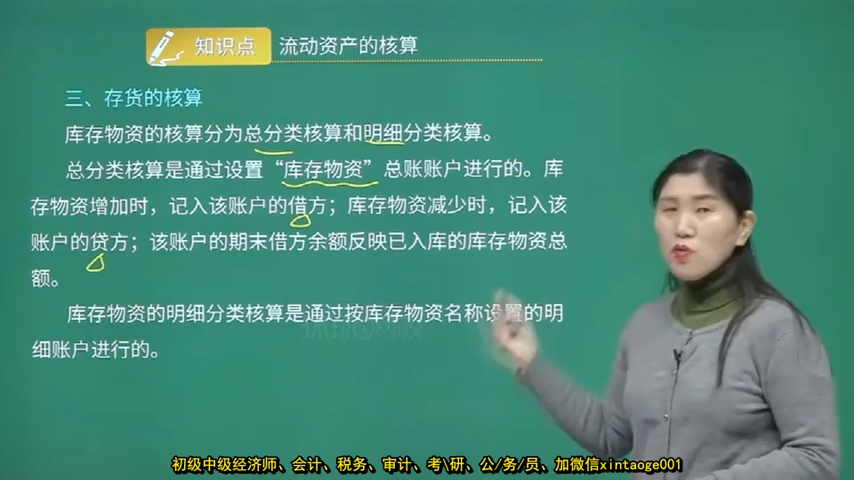 知识点 流动资产的核算
三、存货的核算
库存物资的核算分为总分类核算和明细分类核算。
总分类核算是通过设置“库存物资”总账账户进行的。库
存物资增加时，记入该账户的借方；库存物资减少时，记入该
账户的贷方；该账户的期末借方余额反映已入库的库存物资总
额。
库存物资的明细分类核算是通过按库存物资名称设置的明
细账户进行的。
初级中级经济师、会计、税务、审计、考\研、公/务/员、加微信xintaoge001